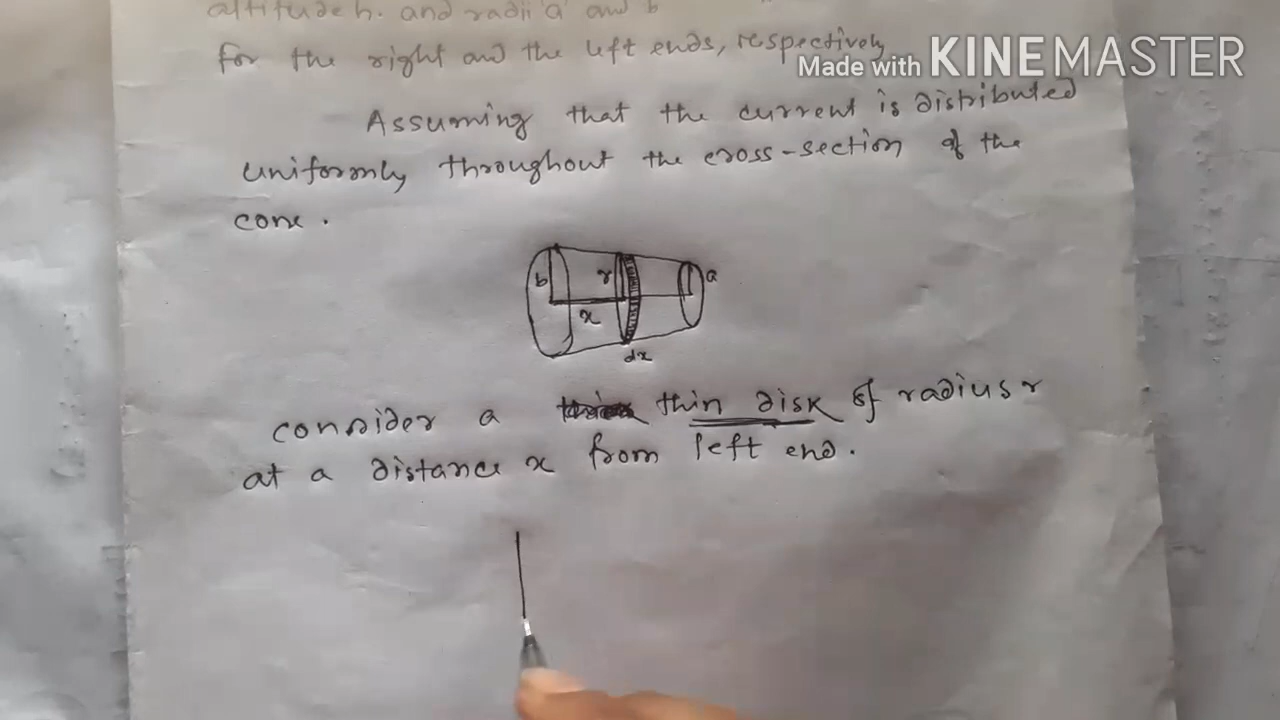 altitude h. and radii 'a' and b
for the right and the left ends, respectively
Made with KINEMASTER
Assuming that the current is distributed
uniformly throughout the cross-section of the
cone.
b
r
a
x
dx
consider a thin disk of radius r
at a distance x from left end.